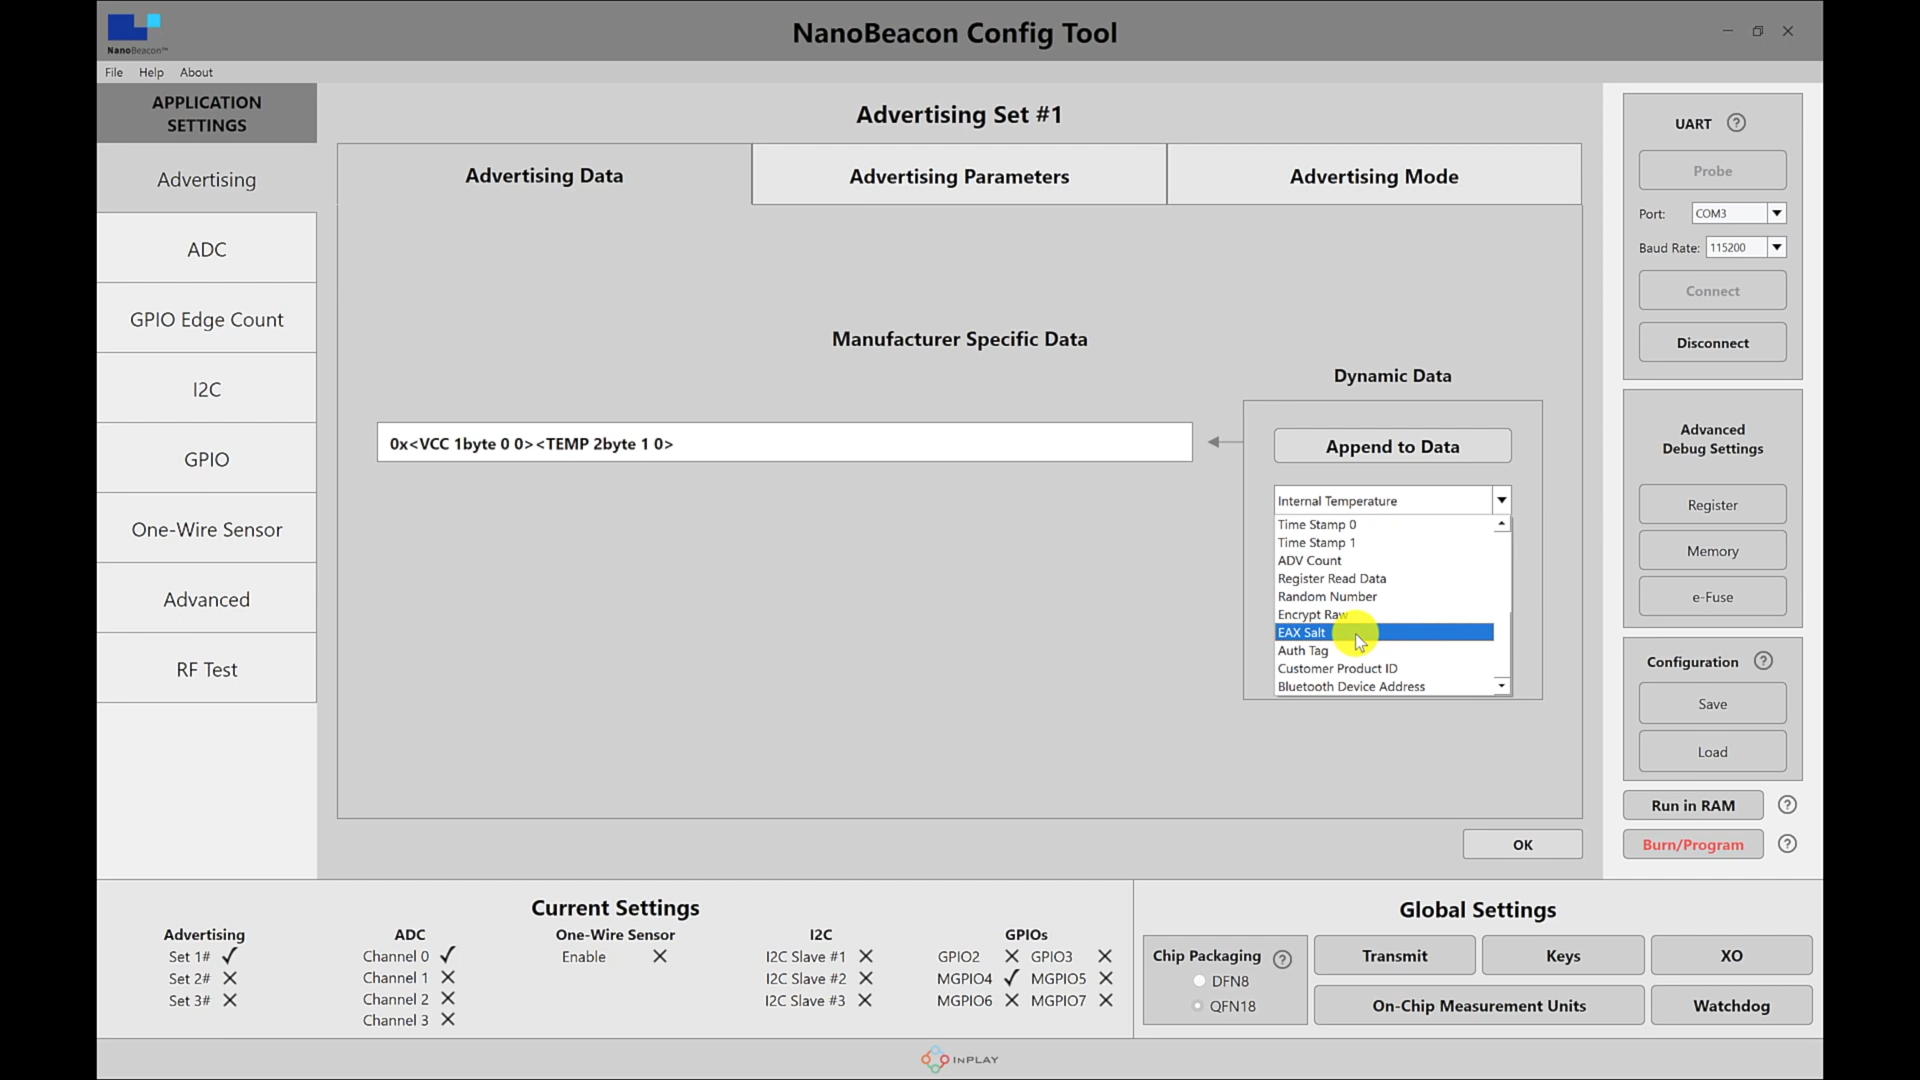 NanoBeacon Config Tool
NanoBeacon™
File Help About
APPLICATION
SETTINGS
Advertising
ADC
GPIO Edge Count
I2C
GPIO
One-Wire Sensor
Advanced
RF Test
Advertising Set #1
Advertising Data
Advertising Parameters
Advertising Mode
Manufacturer Specific Data
0x<VCC 1byte 0 0><TEMP 2byte 1 0>
Dynamic Data
Append to Data
Internal Temperature
Time Stamp 0
Time Stamp 1
ADV Count
Register Read Data
Random Number
Encrypt Raw
EAX Salt
Auth Tag
Customer Product ID
Bluetooth Device Address
OK
UART ?
Probe
Port: COM3
Baud Rate: 115200
Connect
Disconnect
Advanced
Debug Settings
Register
Memory
e-Fuse
Configuration ?
Save
Load
Run in RAM ?
Burn/Program ?
Current Settings
Advertising
Set 1#
Set 2#
Set 3#
ADC
Channel 0
Channel 1
Channel 2
Channel 3
One-Wire Sensor
Enable
I2C
I2C Slave #1
I2C Slave #2
I2C Slave #3
GPIOs
GPIO2 GPIO3
MGPIO4 MGPIO5
MGPIO6 MGPIO7
Global Settings
Chip Packaging ?
DFN8
QFN18
Transmit
Keys
XO
On-Chip Measurement Units
Watchdog
INPLAY